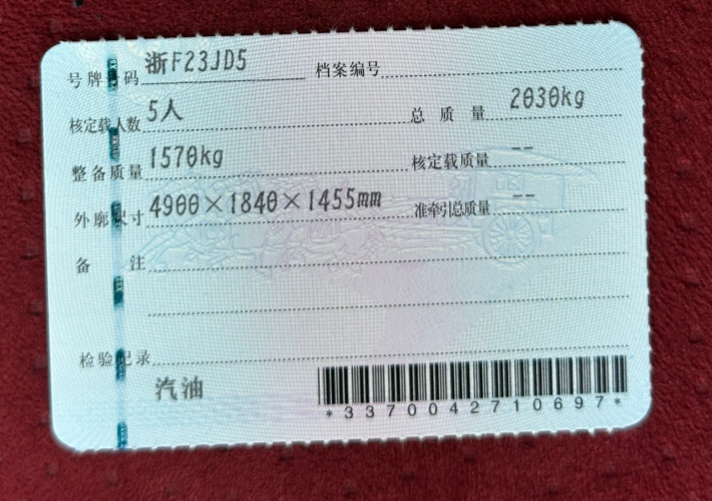 号牌号码 浙F23JD5 档案编号
核定载人数 5人 总质量 2030kg
整备质量 1570kg 核定载质量 --
外廓尺寸 4900×1840×1455mm 准牵引总质量 --
备注
检验记录
汽油
*3370042710697*